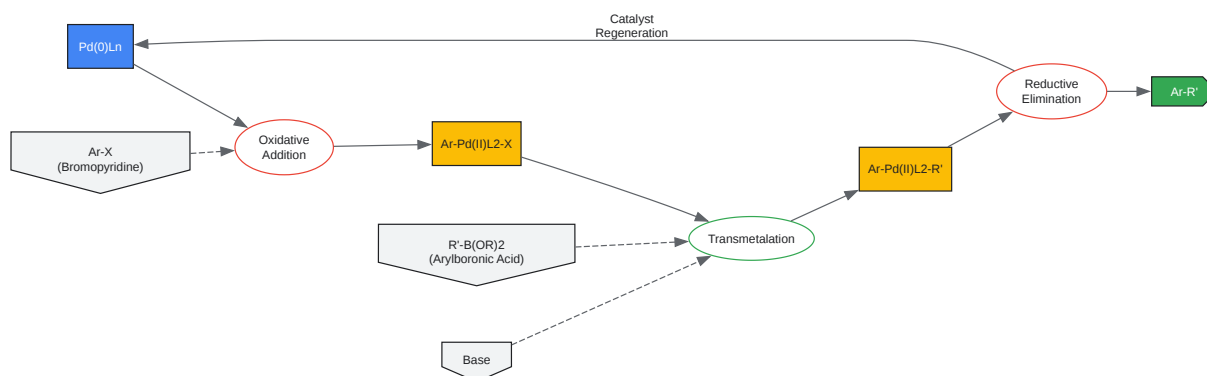 Catalyst
Regeneration
Pd(0)Ln
Reductive
Elimination
Ar-R'
Oxidative
Addition
Ar-X
(Bromopyridine)
Ar-Pd(II)L2-X
Ar-Pd(II)L2-R'
Transmetalation
R'-B(OR)2
(Arylboronic Acid)
Base